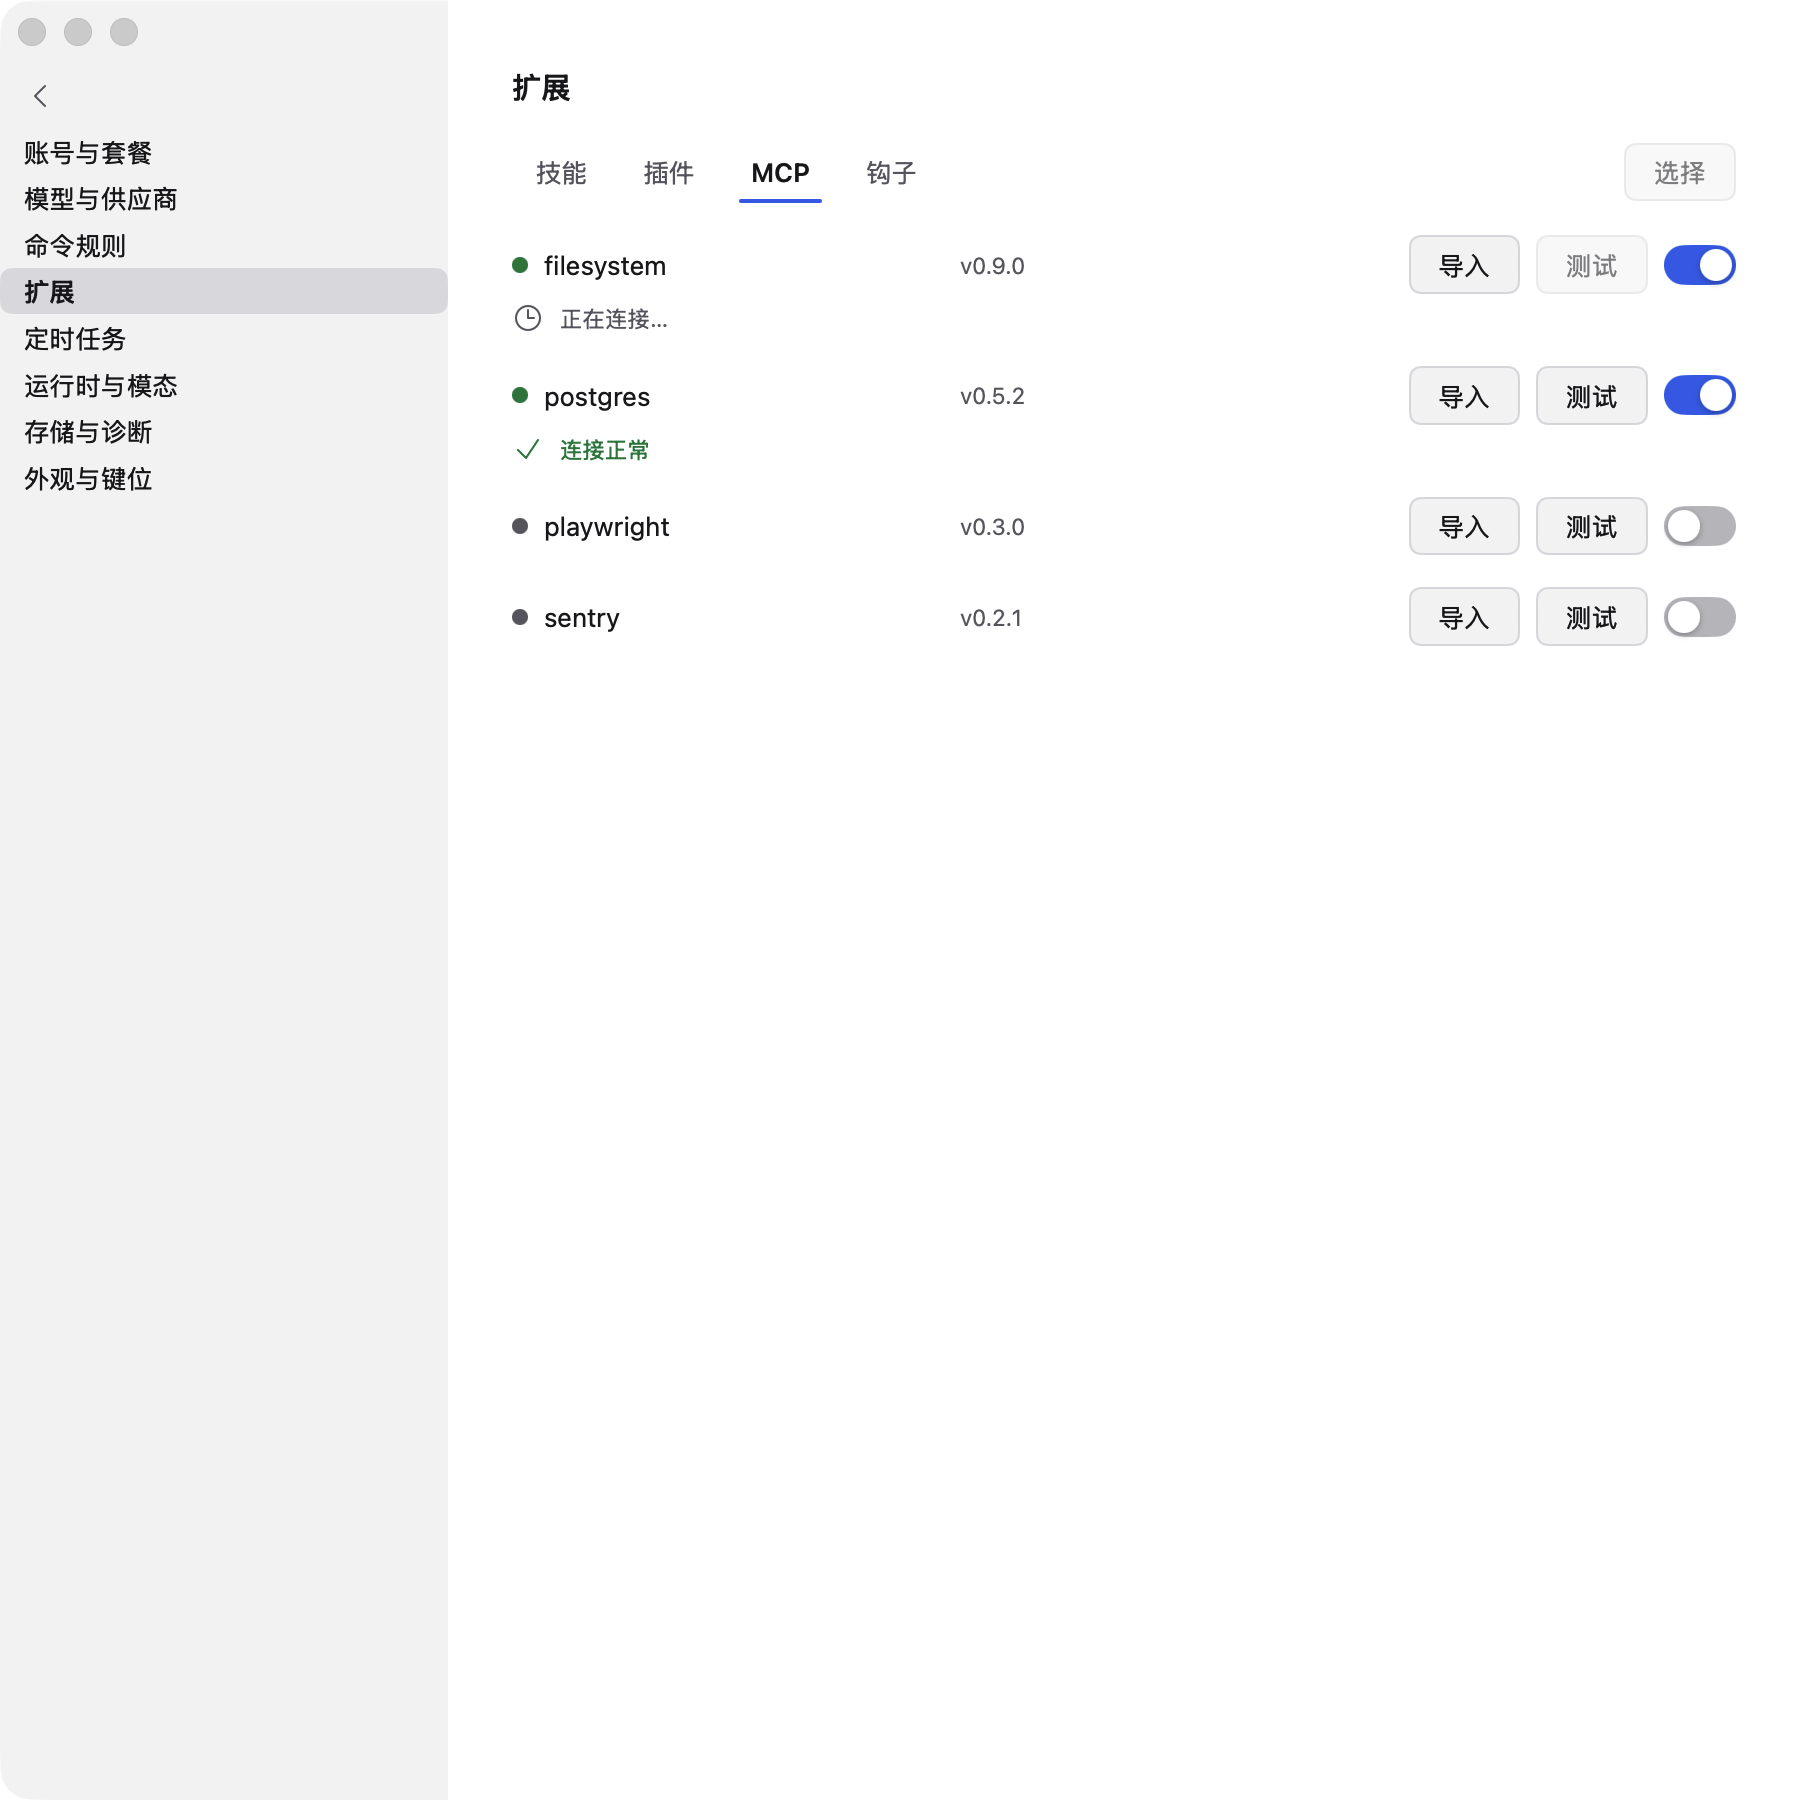 账号与套餐
模型与供应商
命令规则
扩展
定时任务
运行时与模态
存储与诊断
外观与键位
扩展
技能 插件 MCP 钩子 选择
filesystem v0.9.0 导入 测试
正在连接...
postgres v0.5.2 导入 测试
连接正常
playwright v0.3.0 导入 测试
sentry v0.2.1 导入 测试